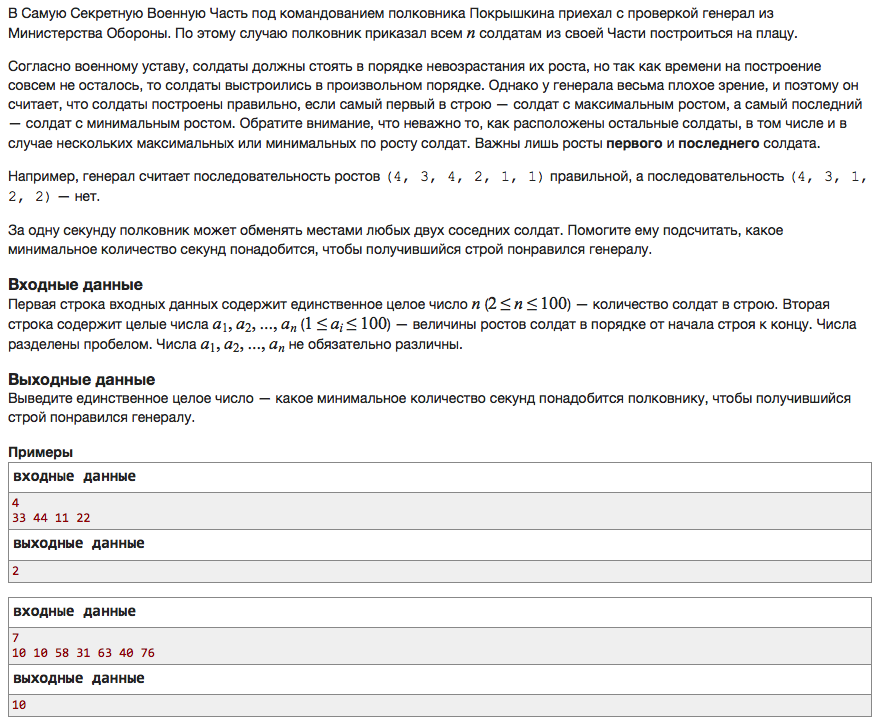 В Самую Секретную Военную Часть под командованием полковника Покрышкина приехал с проверкой генерал из
Министерства Обороны. По этому случаю полковник приказал всем n солдатам из своей Части построиться на плацу.
Согласно военному уставу, солдаты должны стоять в порядке невозрастания их роста, но так как времени на построение
совсем не осталось, то солдаты выстроились в произвольном порядке. Однако у генерала весьма плохое зрение, и поэтому он
считает, что солдаты построены правильно, если самый первый в строю — солдат с максимальным ростом, а самый последний
— солдат с минимальным ростом. Обратите внимание, что неважно то, как расположены остальные солдаты, в том числе и в
случае нескольких максимальных или минимальных по росту солдат. Важны лишь росты первого и последнего солдата.
Например, генерал считает последовательность ростов (4, 3, 4, 2, 1, 1) правильной, а последовательность (4, 3, 1,
2, 2) — нет.
За одну секунду полковник может обменять местами любых двух соседних солдат. Помогите ему подсчитать, какое
минимальное количество секунд понадобится, чтобы получившийся строй понравился генералу.
Входные данные
Первая строка входных данных содержит единственное целое число n (2 ≤ n ≤ 100) — количество солдат в строю. Вторая
строка содержит целые числа a1, a2, ..., an (1 ≤ ai ≤ 100) — величины ростов солдат в порядке от начала строя к концу. Числа
разделены пробелом. Числа a1, a2, ..., an не обязательно различны.
Выходные данные
Выведите единственное целое число — какое минимальное количество секунд понадобится полковнику, чтобы получившийся
строй понравился генералу.
Примеры
входные данные
4
33 44 11 22
выходные данные
2
входные данные
7
10 10 58 31 63 40 76
выходные данные
10